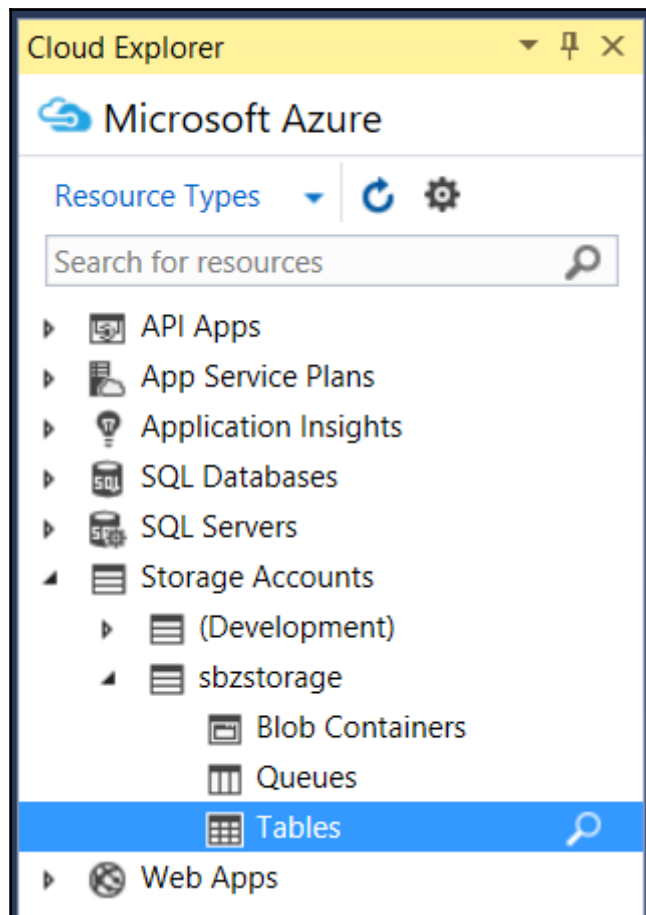 Cloud Explorer
Microsoft Azure
Resource Types
Search for resources
API Apps
App Service Plans
Application Insights
SQL Databases
SQL Servers
Storage Accounts
(Development)
sbzstorage
Blob Containers
Queues
Tables
Web Apps